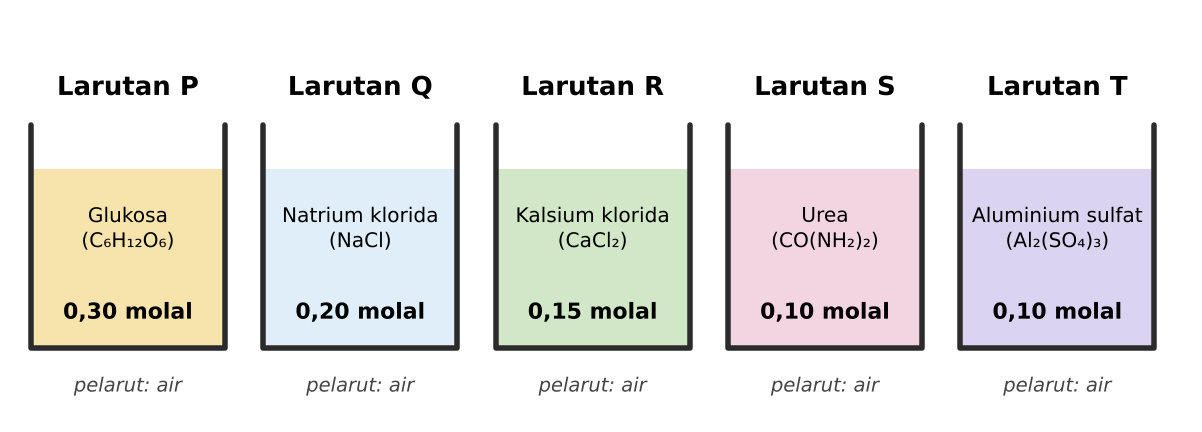 Larutan P
Glukosa
(C₆H₁₂O₆)
0,30 molal
pelarut: air
Larutan Q
Natrium klorida
(NaCl)
0,20 molal
pelarut: air
Larutan R
Kalsium klorida
(CaCl₂)
0,15 molal
pelarut: air
Larutan S
Urea
(CO(NH₂)₂)
0,10 molal
pelarut: air
Larutan T
Aluminium sulfat
(Al₂(SO₄)₃)
0,10 molal
pelarut: air